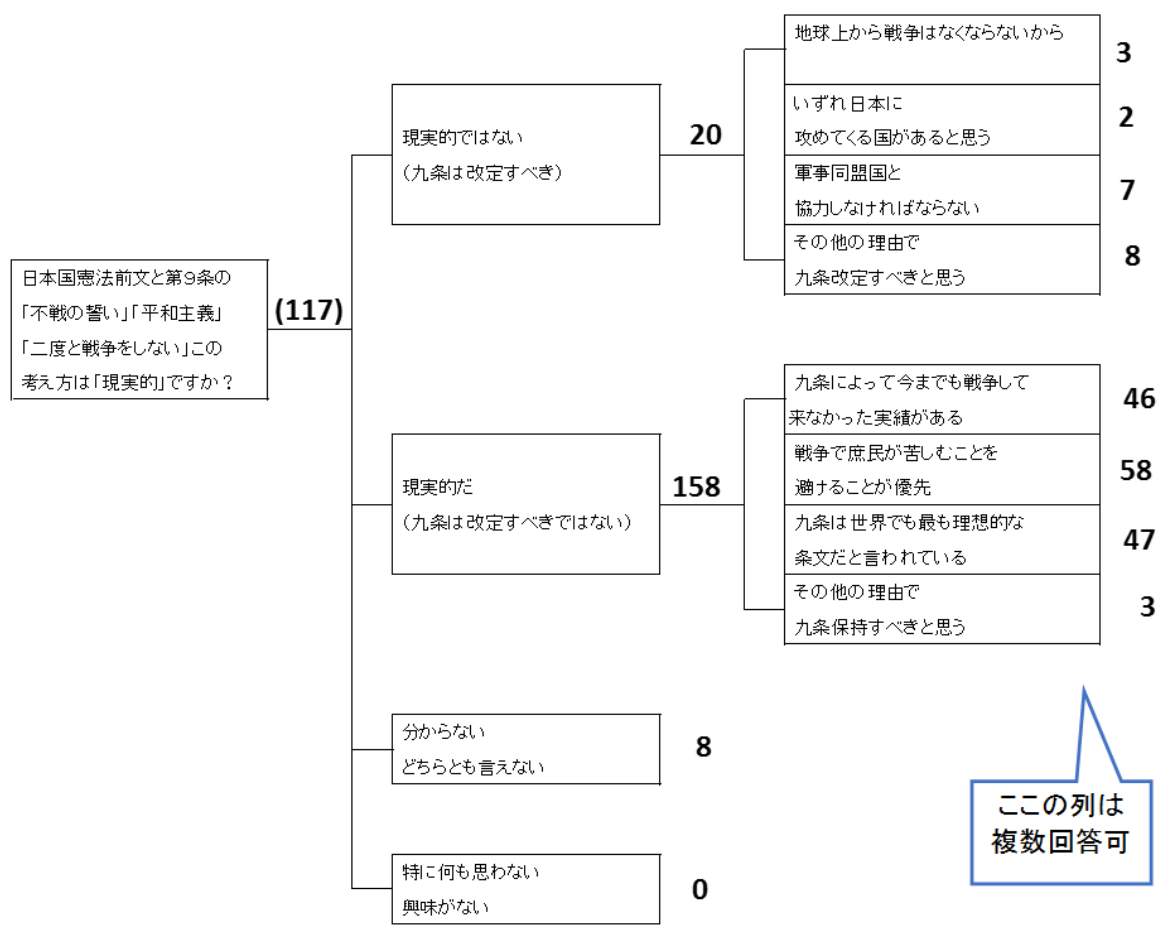 日本国憲法前文と第9条の
「不戦の誓い」「平和主義」
「二度と戦争をしない」この
考え方は「現実的」ですか?
(117)
現実的ではない
(九条は改定すべき)
20
地球上から戦争はなくならないから
3
いずれ日本に
攻めてくる国があると思う
2
軍事同盟国と
協力しなければならない
7
その他の理由で
九条改定すべきと思う
8
現実的だ
(九条は改定すべきではない)
158
九条によって今までも戦争して
来なかった実績がある
46
戦争で庶民が苦しむことを
避けることが優先
58
九条は世界でも最も理想的な
条文だと言われている
47
その他の理由で
九条保持すべきと思う
3
分からない
どちらとも言えない
8
特に何も思わない
興味がない
0
ここの列は
複数回答可